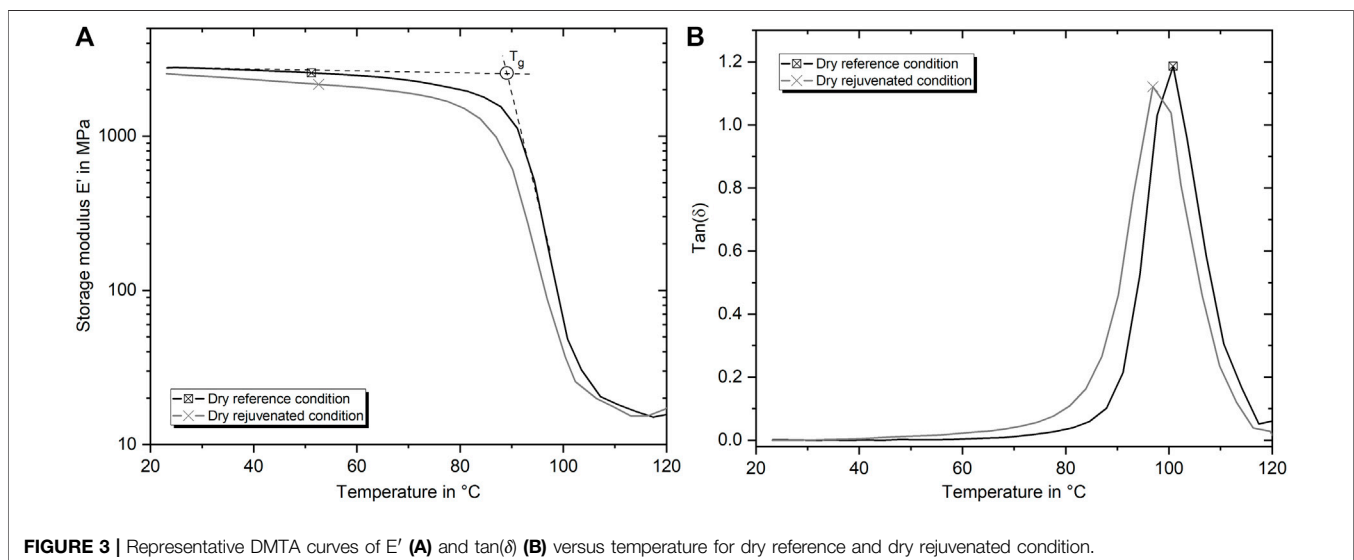 A
Storage modulus E' in MPa
1000
100
10
Tg
Dry reference condition
Dry rejuvenated condition
20 40 60 80 100 120
Temperature in °C
B
Tan(δ)
1.2
1.0
0.8
0.6
0.4
0.2
0.0
Dry reference condition
Dry rejuvenated condition
20 40 60 80 100 120
Temperature in °C
FIGURE 3 | Representative DMTA curves of E′ (A) and tan(δ) (B) versus temperature for dry reference and dry rejuvenated condition.